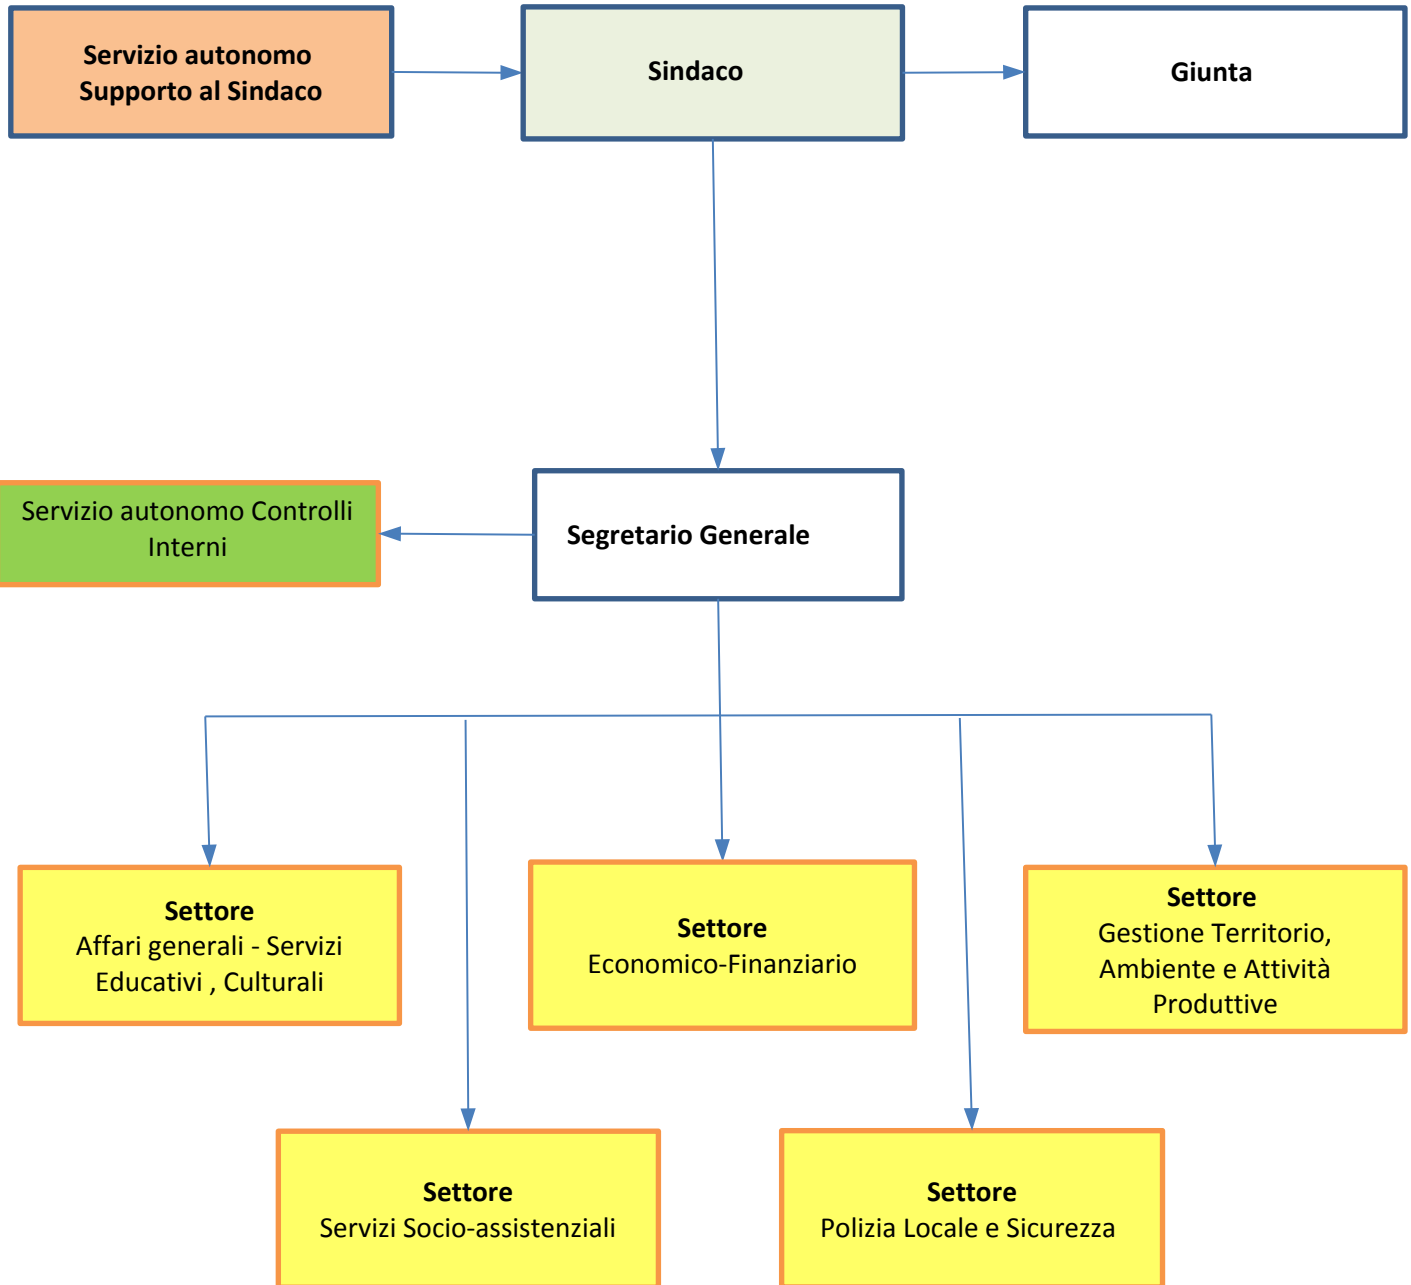 Servizio autonomo
Supporto al Sindaco
Sindaco
Giunta
Servizio autonomo Controlli
Interni
Segretario Generale
Settore
Affari generali - Servizi
Educativi , Culturali
Settore
Economico-Finanziario
Settore
Gestione Territorio,
Ambiente e Attività
Produttive
Settore
Servizi Socio-assistenziali
Settore
Polizia Locale e Sicurezza